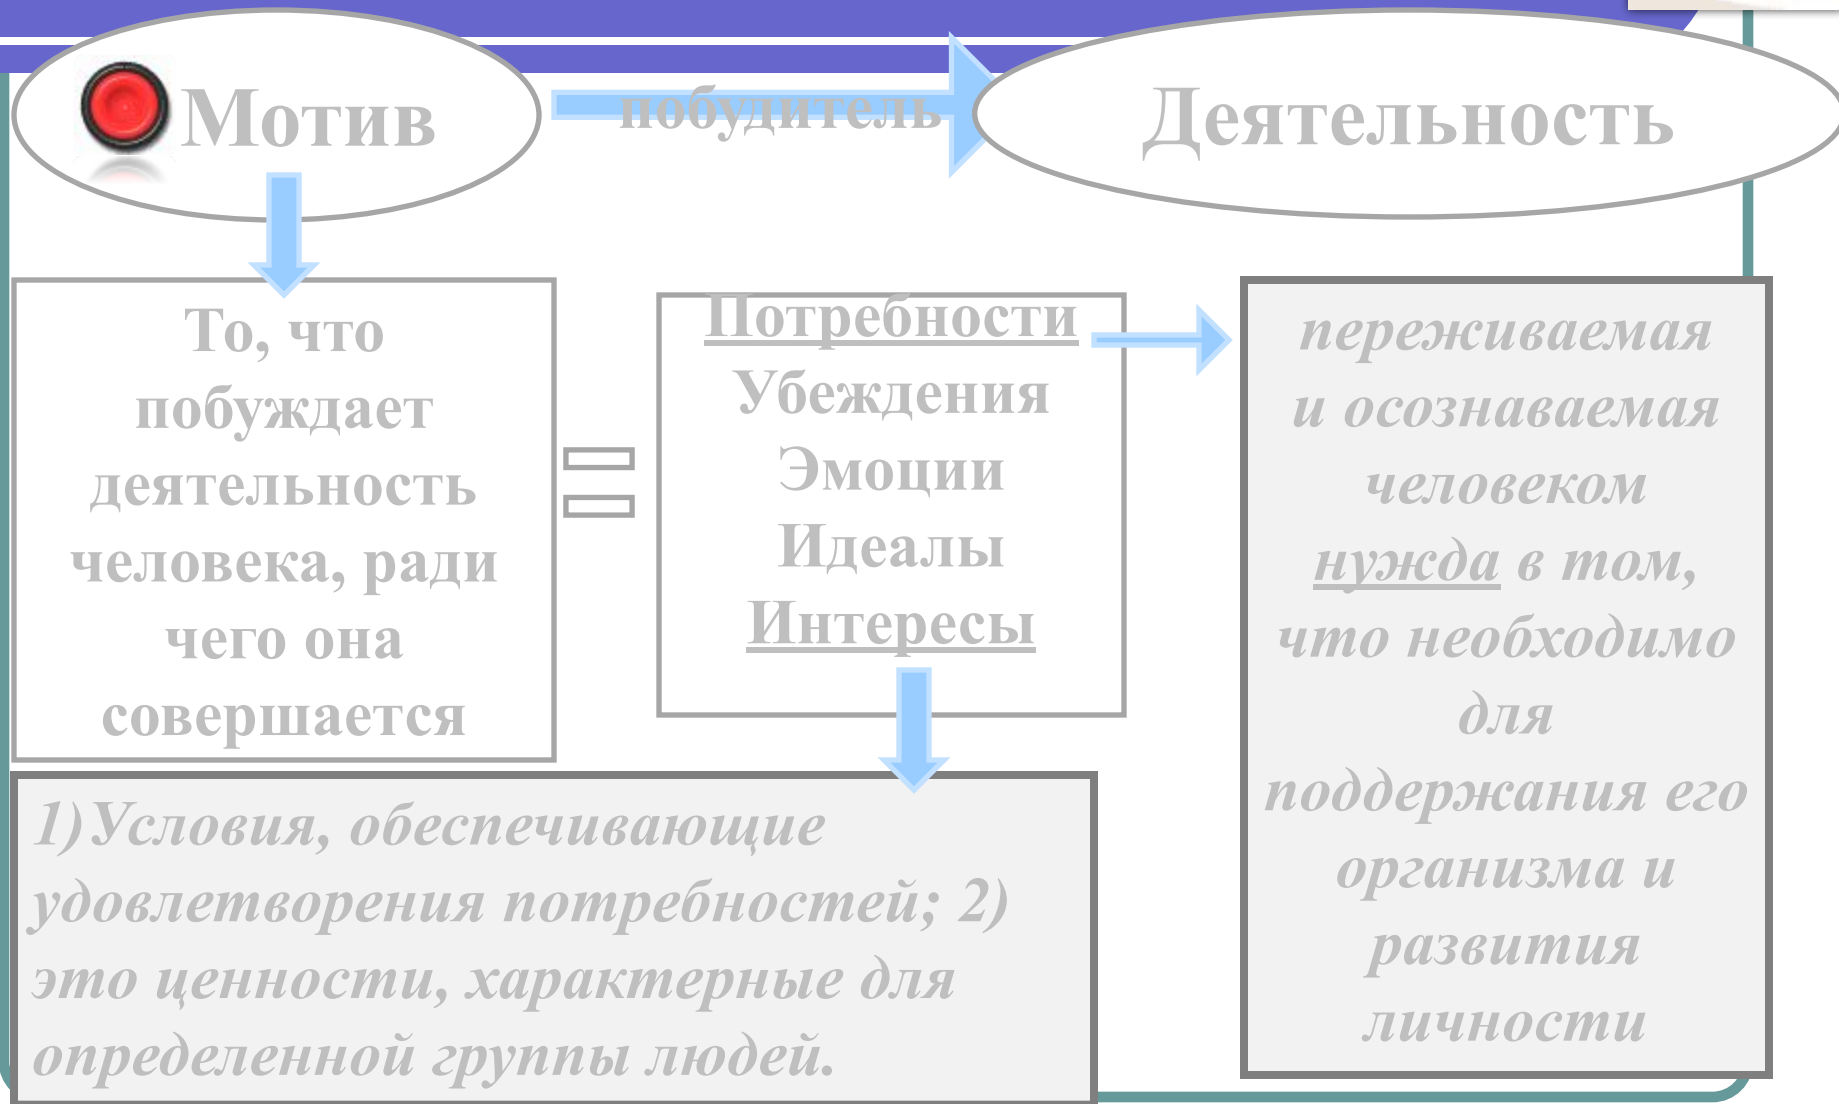 Мотив
побудитель
Деятельность
То, что
побуждает
деятельность
человека, ради
чего она
совершается
Потребности
Убеждения
Эмоции
Идеалы
Интересы
переживаемая
и осознаваемая
человеком
нужда в том,
что необходимо
для
поддержания его
организма и
развития
личности
1)Условия, обеспечивающие
удовлетворения потребностей; 2)
это ценности, характерные для
определенной группы людей.